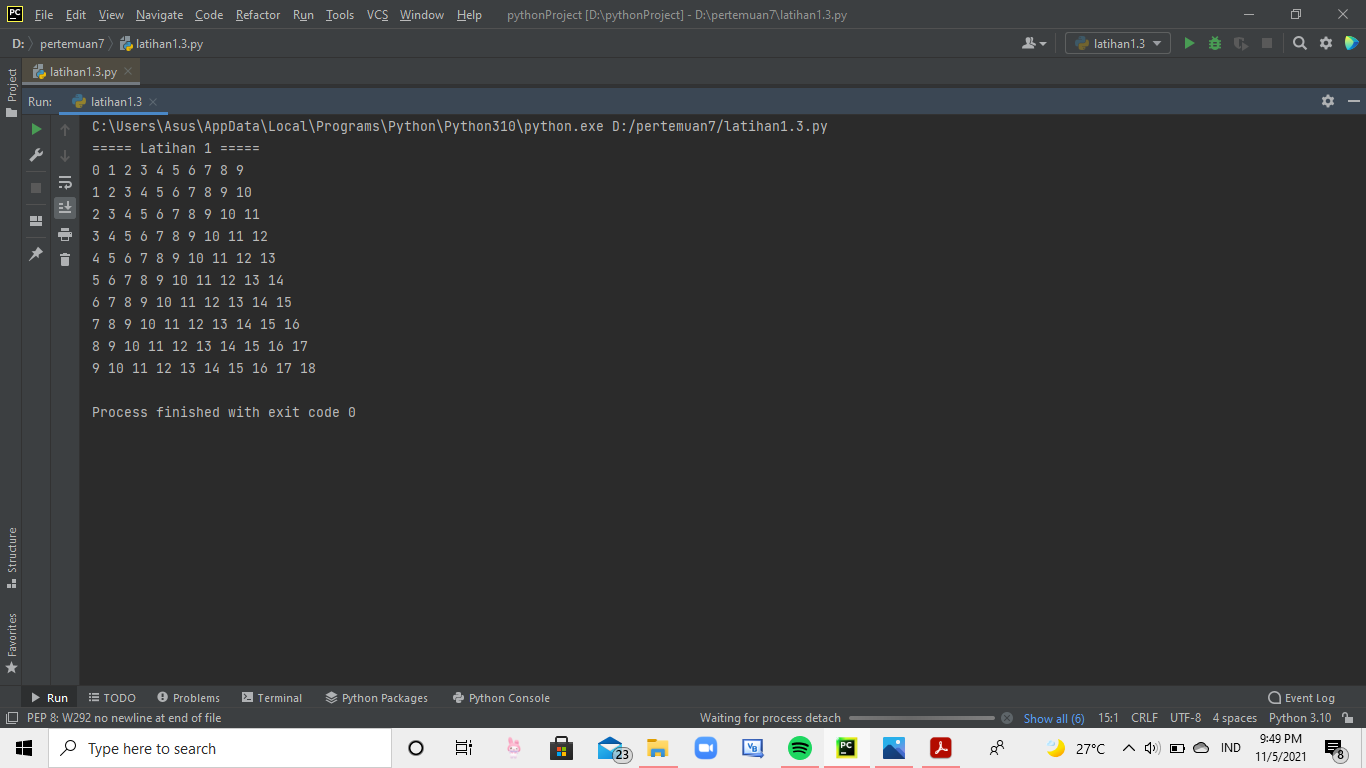 PC File Edit View Navigate Code Refactor Run Tools VCS Window Help pythonProject [D:\pythonProject] - D:\pertemuan7\latihan1.3.py
D: pertemuan7 latihan1.3.py latihan1.3
Project
latihan1.3.py
Run: latihan1.3
C:\Users\Asus\AppData\Local\Programs\Python\Python310\python.exe D:/pertemuan7/latihan1.3.py
===== Latihan 1 =====
0 1 2 3 4 5 6 7 8 9
1 2 3 4 5 6 7 8 9 10
2 3 4 5 6 7 8 9 10 11
3 4 5 6 7 8 9 10 11 12
4 5 6 7 8 9 10 11 12 13
5 6 7 8 9 10 11 12 13 14
6 7 8 9 10 11 12 13 14 15
7 8 9 10 11 12 13 14 15 16
8 9 10 11 12 13 14 15 16 17
9 10 11 12 13 14 15 16 17 18
Process finished with exit code 0
Structure
Favorites
Run TODO Problems Terminal Python Packages Python Console Event Log
PEP 8: W292 no newline at end of file Waiting for process detach Show all (6) 15:1 CRLF UTF-8 4 spaces Python 3.10
Type here to search 23 VB PC 27°C IND 9:49 PM
11/5/2021 8